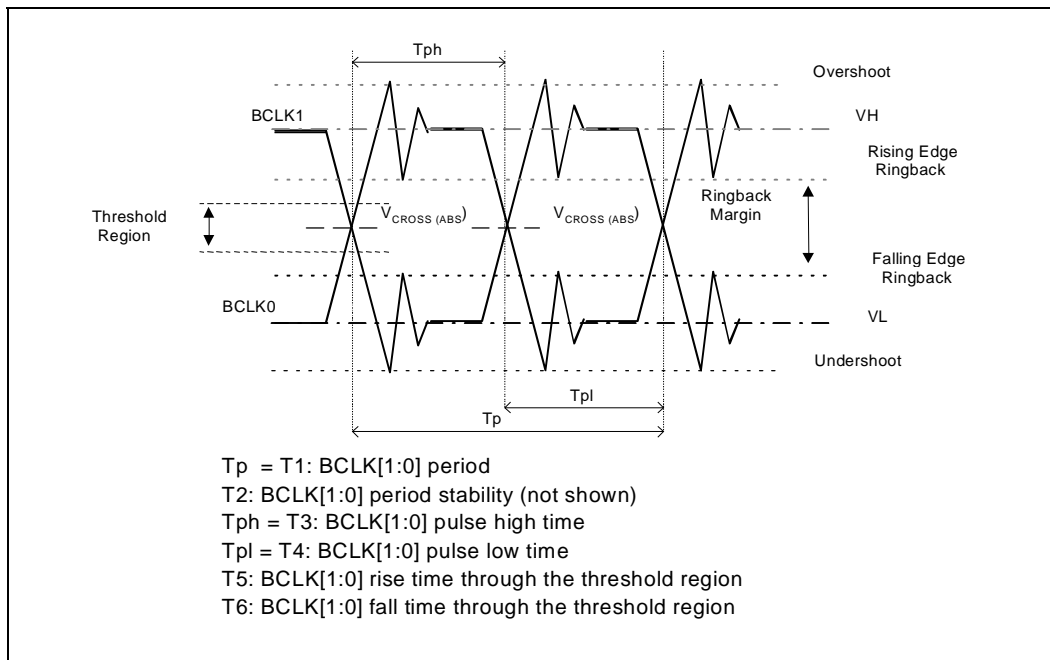 Tph
Overshoot
BCLK1
VH
Rising Edge
Ringback
Threshold
Region
VCROSS (ABS)
VCROSS (ABS)
Ringback
Margin
Falling Edge
Ringback
BCLK0
VL
Undershoot
Tpl
Tp
Tp = T1: BCLK[1:0] period
T2: BCLK[1:0] period stability (not shown)
Tph = T3: BCLK[1:0] pulse high time
Tpl = T4: BCLK[1:0] pulse low time
T5: BCLK[1:0] rise time through the threshold region
T6: BCLK[1:0] fall time through the threshold region